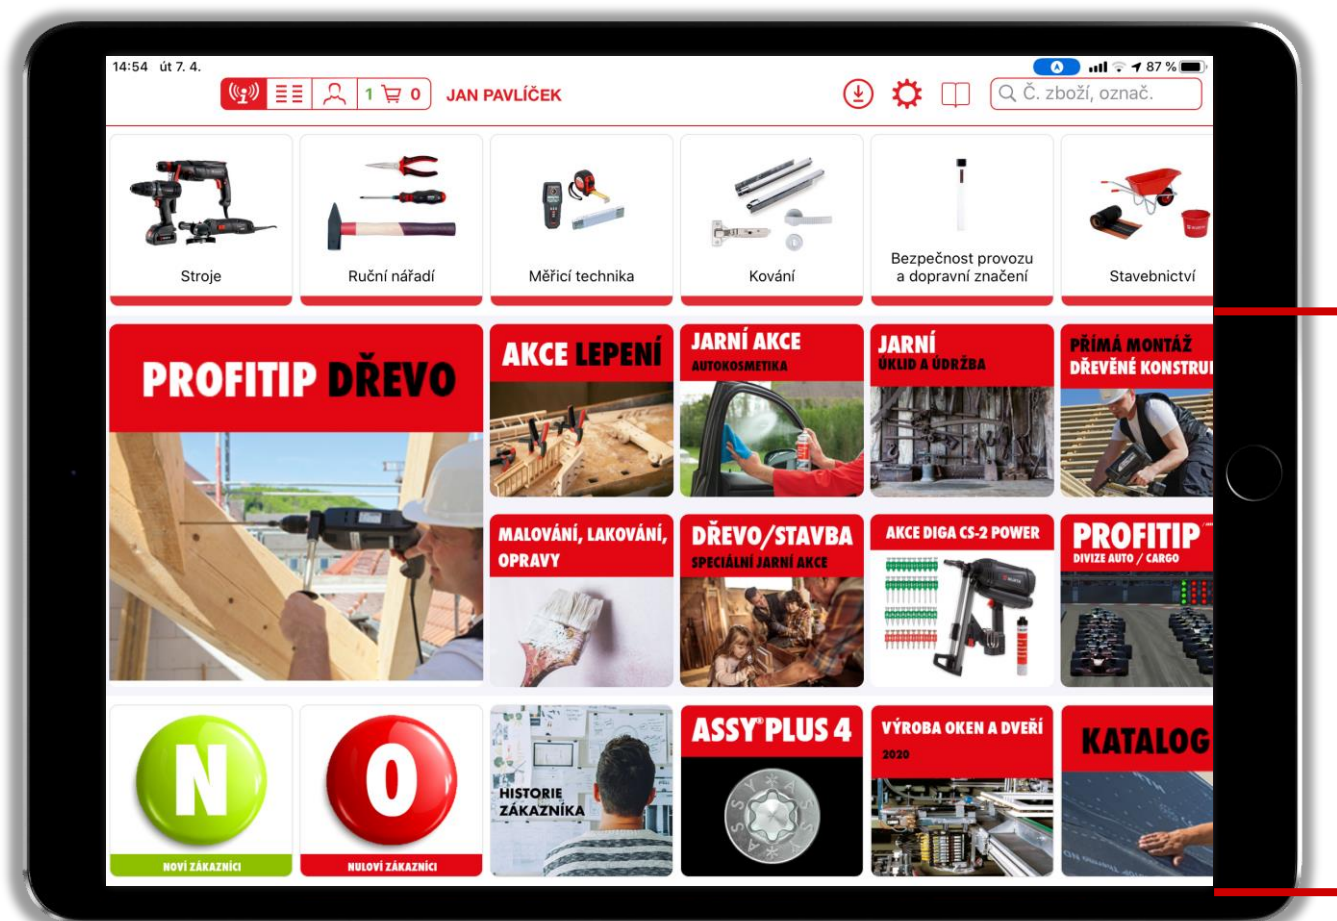 14:54 út 7. 4.
87 %
1 0
JAN PAVLÍČEK
Č. zboží, označ.
Stroje
Ruční nářadí
Měřicí technika
Kování
Bezpečnost provozu
a dopravní značení
Stavebnictví
PROFITIP DŘEVO
AKCE LEPENÍ
JARNÍ AKCE
AUTOKOSMETIKA
JARNÍ
ÚKLID A ÚDRŽBA
PŘÍMÁ MONTÁŽ
DŘEVĚNÉ KONSTRU
MALOVÁNÍ, LAKOVÁNÍ,
OPRAVY
DŘEVO/STAVBA
SPECIÁLNÍ JARNÍ AKCE
AKCE DIGA CS-2 POWER
PROFITIP
DIVIZE AUTO / CARGO
N
NOVÍ ZÁKAZNÍCI
O
NULOVÍ ZÁKAZNÍCI
HISTORIE
ZÁKAZNÍKA
ASSY®PLUS 4
ASSY
ASSY
VÝROBA OKEN A DVEŘÍ
2020
KATALOG